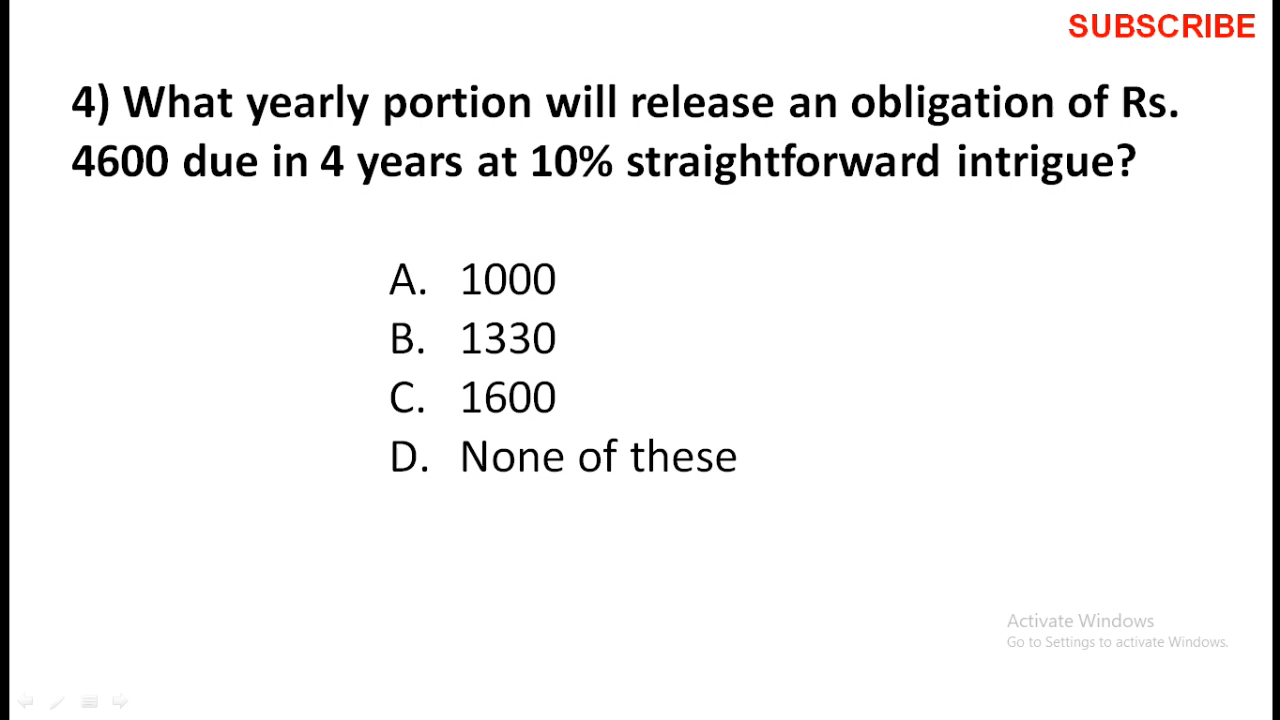 SUBSCRIBE
4) What yearly portion will release an obligation of Rs.
4600 due in 4 years at 10% straightforward intrigue?
A. 1000
B. 1330
C. 1600
D. None of these
Activate Windows
Go to Settings to activate Windows.